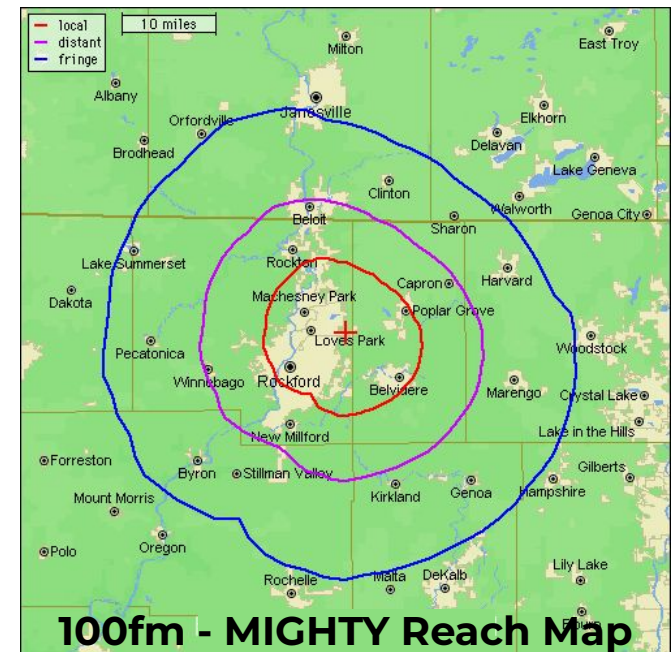 local
distant
fringe
10 miles
Milton
East Troy
Albany
Janesville
Orfordville
Elkhorn
Brodhead
Delavan
Lake Geneva
Clinton
Walworth
Genoa City
Beloit
Sharon
Rockton
Lake Summerset
Capron
Harvard
Dakota
Machesney Park
Poplar Grove
Loves Park
Woodstock
Pecatonica
Winnebago
Rockford
Belvidere
Marengo
Crystal Lake
New Millford
Lake in the Hills
Forreston
Byron
Stillman Valley
Gilberts
Kirkland
Genoa
Hampshire
Mount Morris
Polo
Oregon
Rochelle
Malta
DeKalb
Lily Lake
100fm - MIGHTY Reach Map